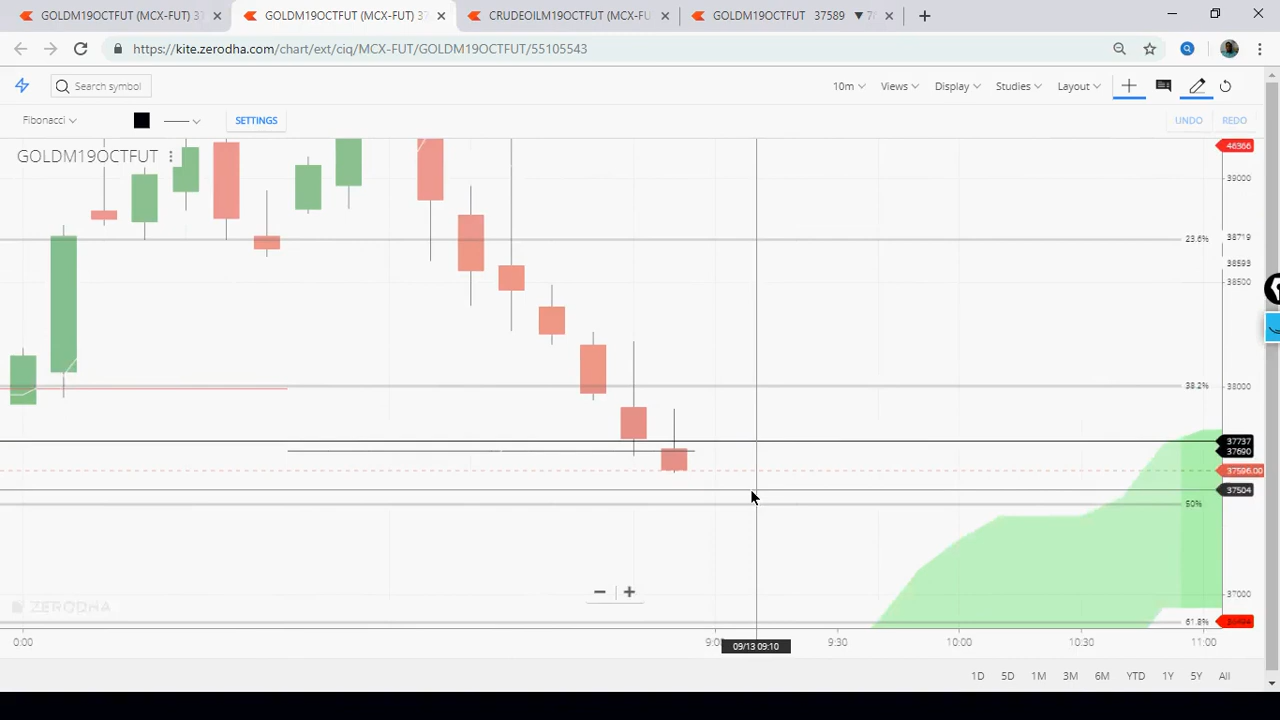 GOLDM19OCTFUT (MCX-FUT) 37
GOLDM19OCTFUT (MCX-FUT) 37
CRUDEOILM19OCTFUT (MCX-FU
GOLDM19OCTFUT 37589 ▼
https://kite.zerodha.com/chart/ext/ciq/MCX-FUT/GOLDM19OCTFUT/55105543
Search symbol
10m Views Display Studies Layout
Fibonacci SETTINGS UNDO REDO
GOLDM19OCTFUT
46366
39000
23.6% 38719
38593
38500
38.2% 38000
37737
37690
37596.00
37504
50%
37000
ZERODHA
61.8%
0:00 9:0 9:30 10:00 10:30 11:00
09/13 09:10
1D 5D 1M 3M 6M YTD 1Y 5Y All